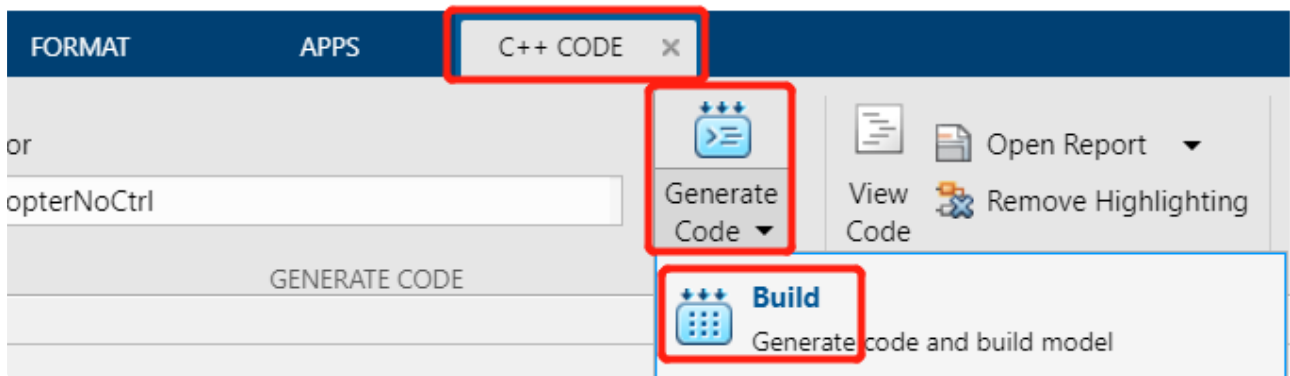 FORMAT APPS C++ CODE ×
or
opterNoCtrl
Generate
Code
View
Code
Open Report
Remove Highlighting
GENERATE CODE
Build
Generate code and build model